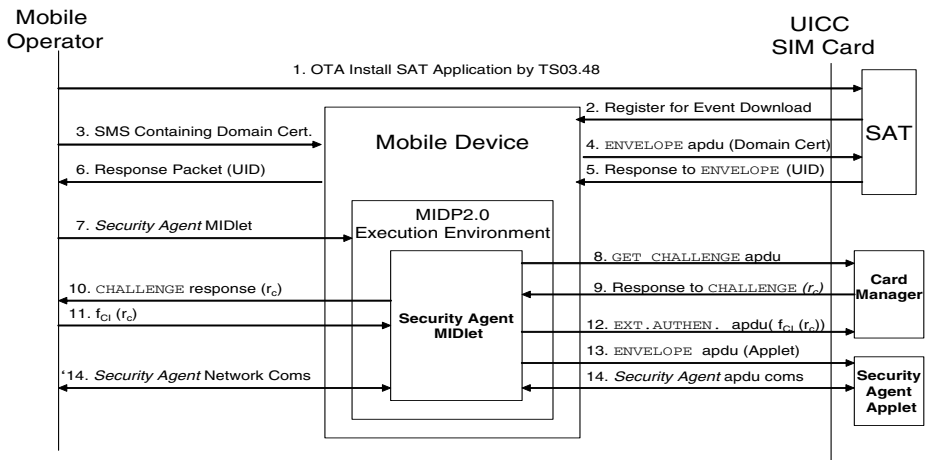 Mobile
Operator
UICC
SIM Card
1. OTA Install SAT Application by TS03.48
2. Register for Event Download
3. SMS Containing Domain Cert.
Mobile Device
SAT
4. ENVELOPE apdu (Domain Cert)
6. Response Packet (UID)
5. Response to ENVELOPE (UID)
7. Security Agent MIDlet
MIDP2.0
Execution Environment
8. GET CHALLENGE apdu
Card
Manager
10. CHALLENGE response (rc)
9. Response to CHALLENGE (rc)
11. fCI (rc)
Security Agent
MIDlet
12. EXT.AUTHEN. apdu( fCI (rc))
13. ENVELOPE apdu (Applet)
'14. Security Agent Network Coms
14. Security Agent apdu coms
Security
Agent
Applet